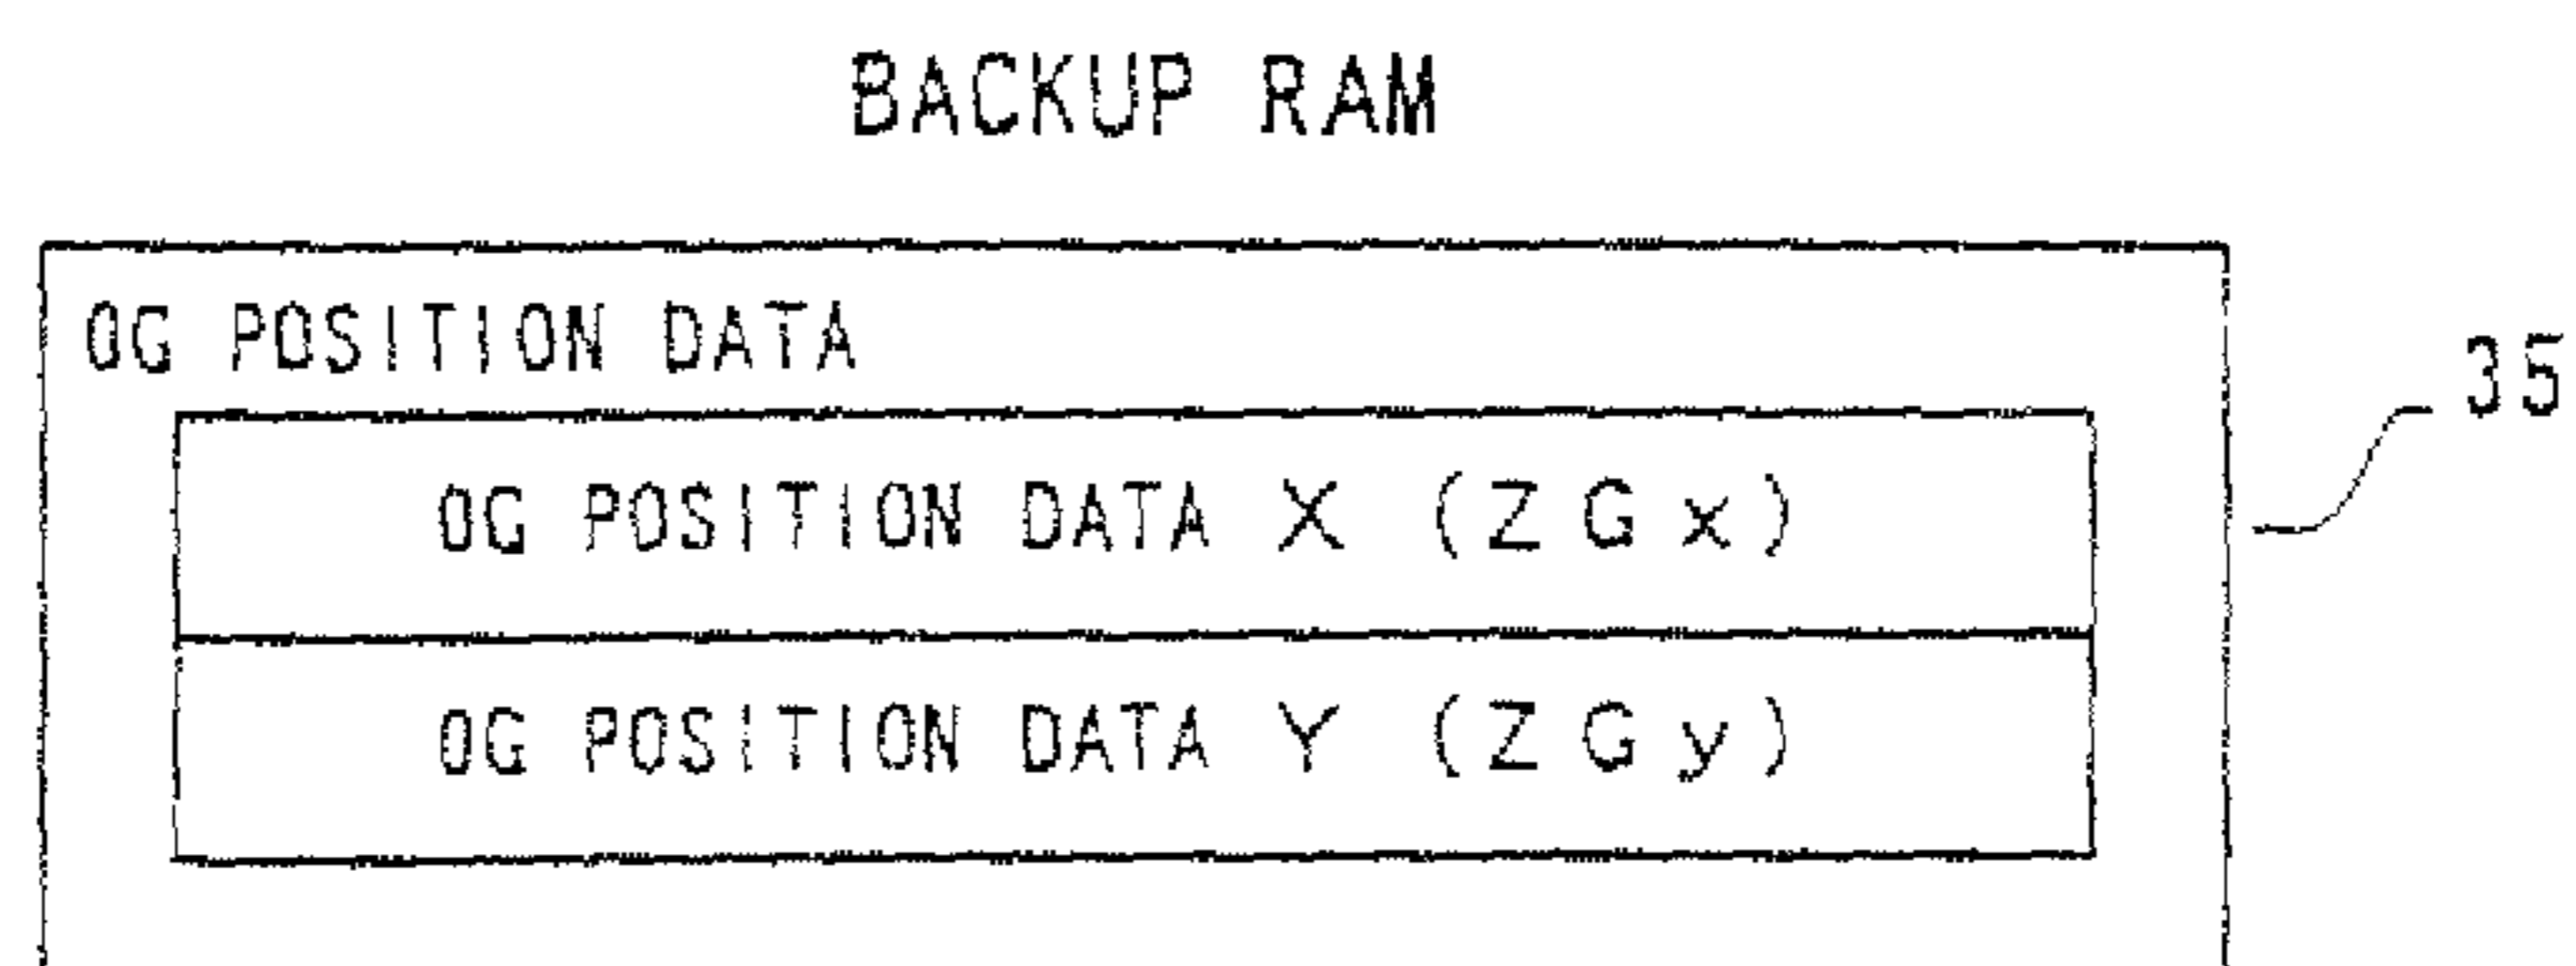 BACKUP RAM
0G POSITION DATA
35
0G POSITION DATA X (ZGx)
0G POSITION DATA Y (ZGy)